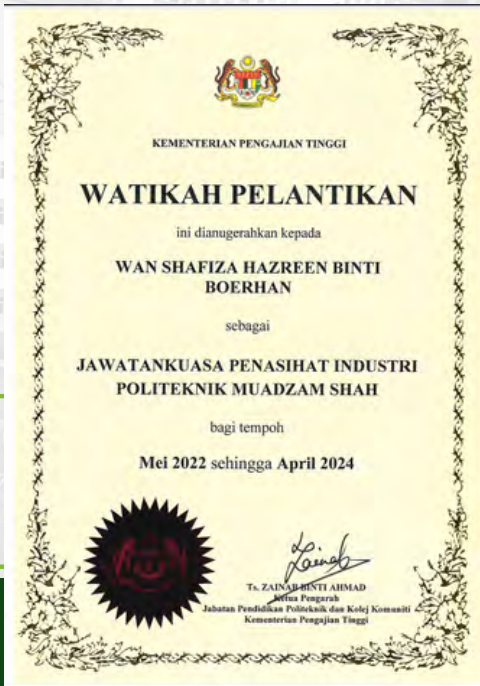 KEMENTERIAN PENGAJIAN TINGGI
WATIKAH PELANTIKAN
ini dianugerahkan kepada
WAN SHAFIZA HAZREEN BINTI
BOERHAN
sebagai
JAWATANKUASA PENASIHAT INDUSTRI
POLITEKNIK MUADZAM SHAH
bagi tempoh
Mei 2022 sehingga April 2024
Zainab
Ts. ZAINAB BINTI AHMAD
Ketua Pengarah
Jabatan Pendidikan Politeknik dan Kolej Komuniti
Kementerian Pengajian Tinggi